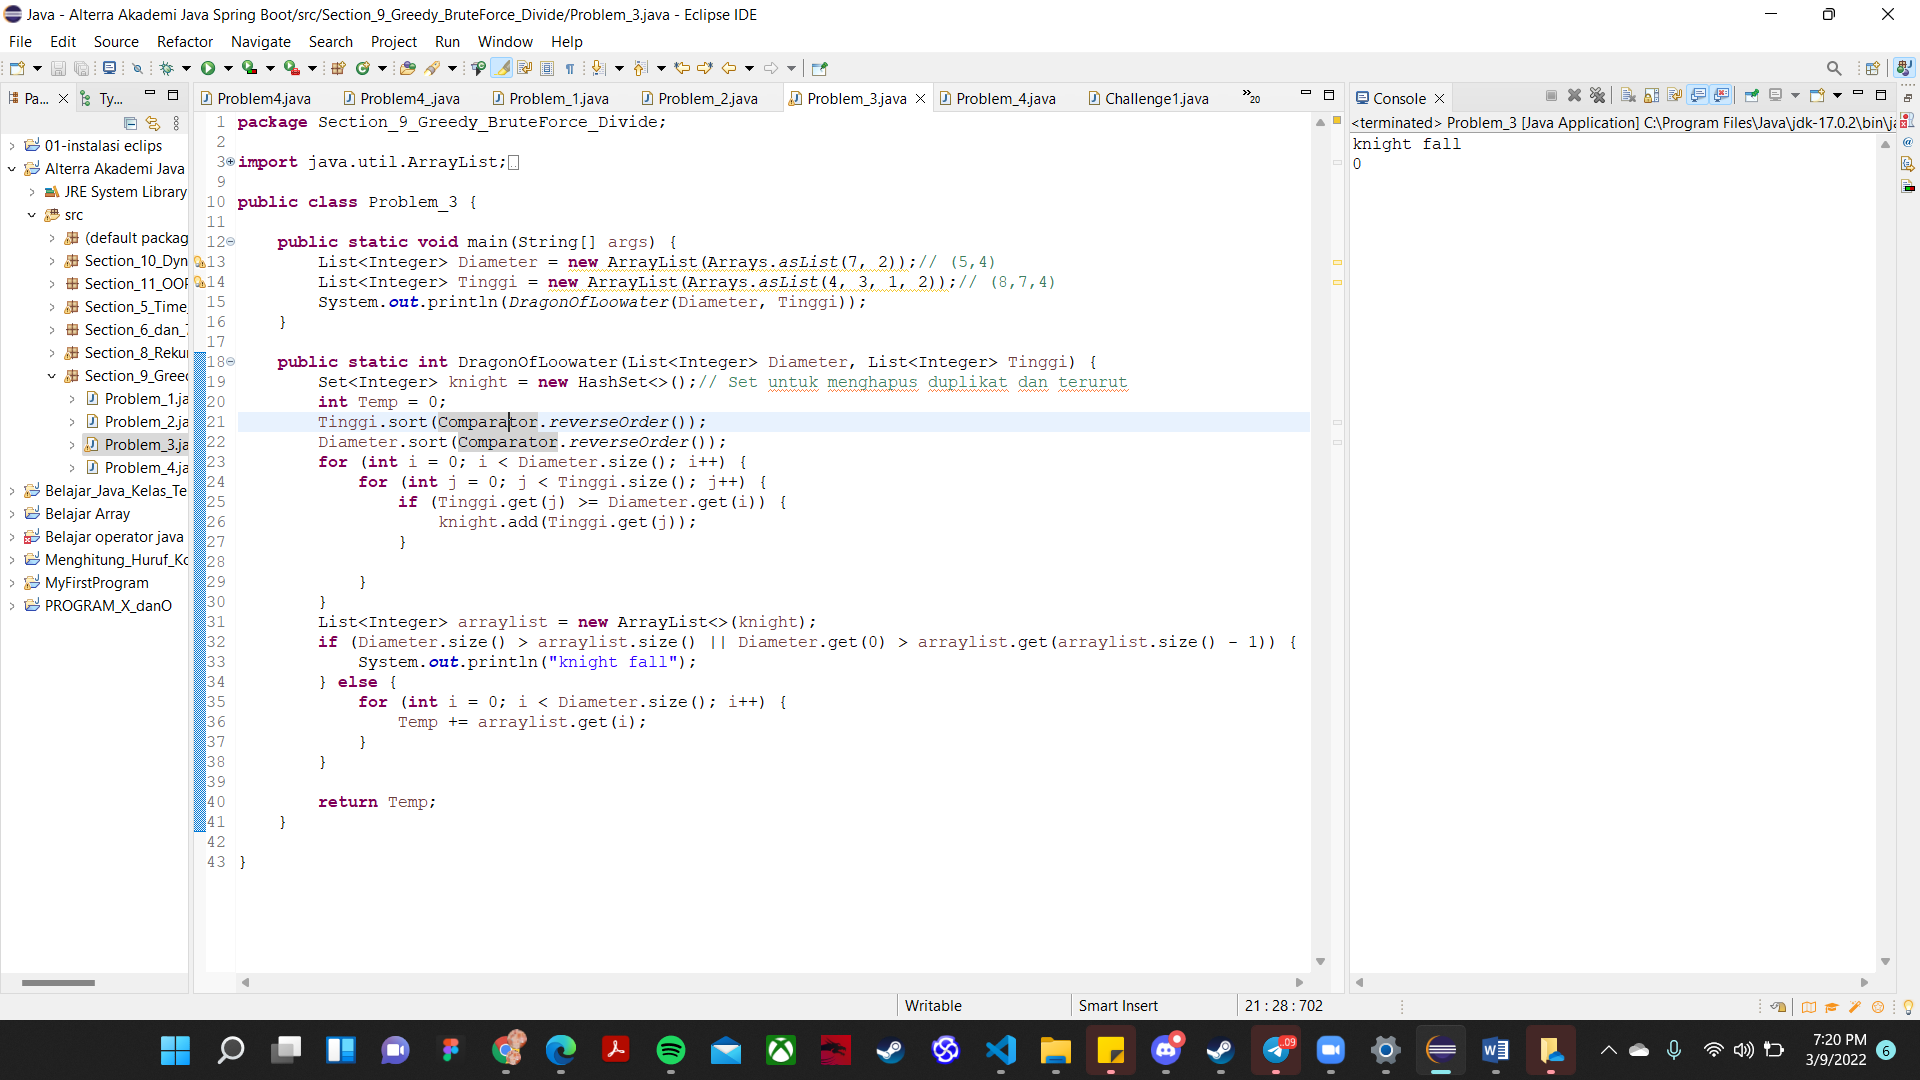 Java - Alterra Akademi Java Spring Boot/src/Section_9_Greedy_BruteForce_Divide/Problem_3.java - Eclipse IDE
File Edit Source Refactor Navigate Search Project Run Window Help
Pa... Ty...
01-instalasi eclips
Alterra Akademi Java
JRE System Library
src
(default packag
Section_10_Dyn
Section_11_OOP
Section_5_Time_
Section_6_dan_7
Section_8_Rekur
Section_9_Greed
Problem_1.ja
Problem_2.ja
Problem_3.ja
Problem_4.ja
Belajar_Java_Kelas_Te
Belajar Array
Belajar operator java
Menghitung_Huruf_Ko
MyFirstProgram
PROGRAM_X_danO
Problem4.java Problem4_.java Problem_1.java Problem_2.java Problem_3.java Problem_4.java Challenge1.java »20
1 package Section_9_Greedy_BruteForce_Divide;
2
3 import java.util.ArrayList;
9
10 public class Problem_3 {
11
12     public static void main(String[] args) {
13         List<Integer> Diameter = new ArrayList(Arrays.asList(7, 2));// (5,4)
14         List<Integer> Tinggi = new ArrayList(Arrays.asList(4, 3, 1, 2));// (8,7,4)
15         System.out.println(DragonOfLoowater(Diameter, Tinggi));
16     }
17
18     public static int DragonOfLoowater(List<Integer> Diameter, List<Integer> Tinggi) {
19         Set<Integer> knight = new HashSet<>();// Set untuk menghapus duplikat dan terurut
20         int Temp = 0;
21         Tinggi.sort(Comparator.reverseOrder());
22         Diameter.sort(Comparator.reverseOrder());
23         for (int i = 0; i < Diameter.size(); i++) {
24             for (int j = 0; j < Tinggi.size(); j++) {
25                 if (Tinggi.get(j) >= Diameter.get(i)) {
26                     knight.add(Tinggi.get(j));
27                 }
28
29             }
30         }
31         List<Integer> arraylist = new ArrayList<>(knight);
32         if (Diameter.size() > arraylist.size() || Diameter.get(0) > arraylist.get(arraylist.size() - 1)) {
33             System.out.println("knight fall");
34         } else {
35             for (int i = 0; i < Diameter.size(); i++) {
36                 Temp += arraylist.get(i);
37             }
38         }
39
40         return Temp;
41     }
42
43 }
Console
<terminated> Problem_3 [Java Application] C:\Program Files\Java\jdk-17.0.2\bin\ja
knight fall
0
Writable Smart Insert 21 : 28 : 702
7:20 PM
3/9/2022
6